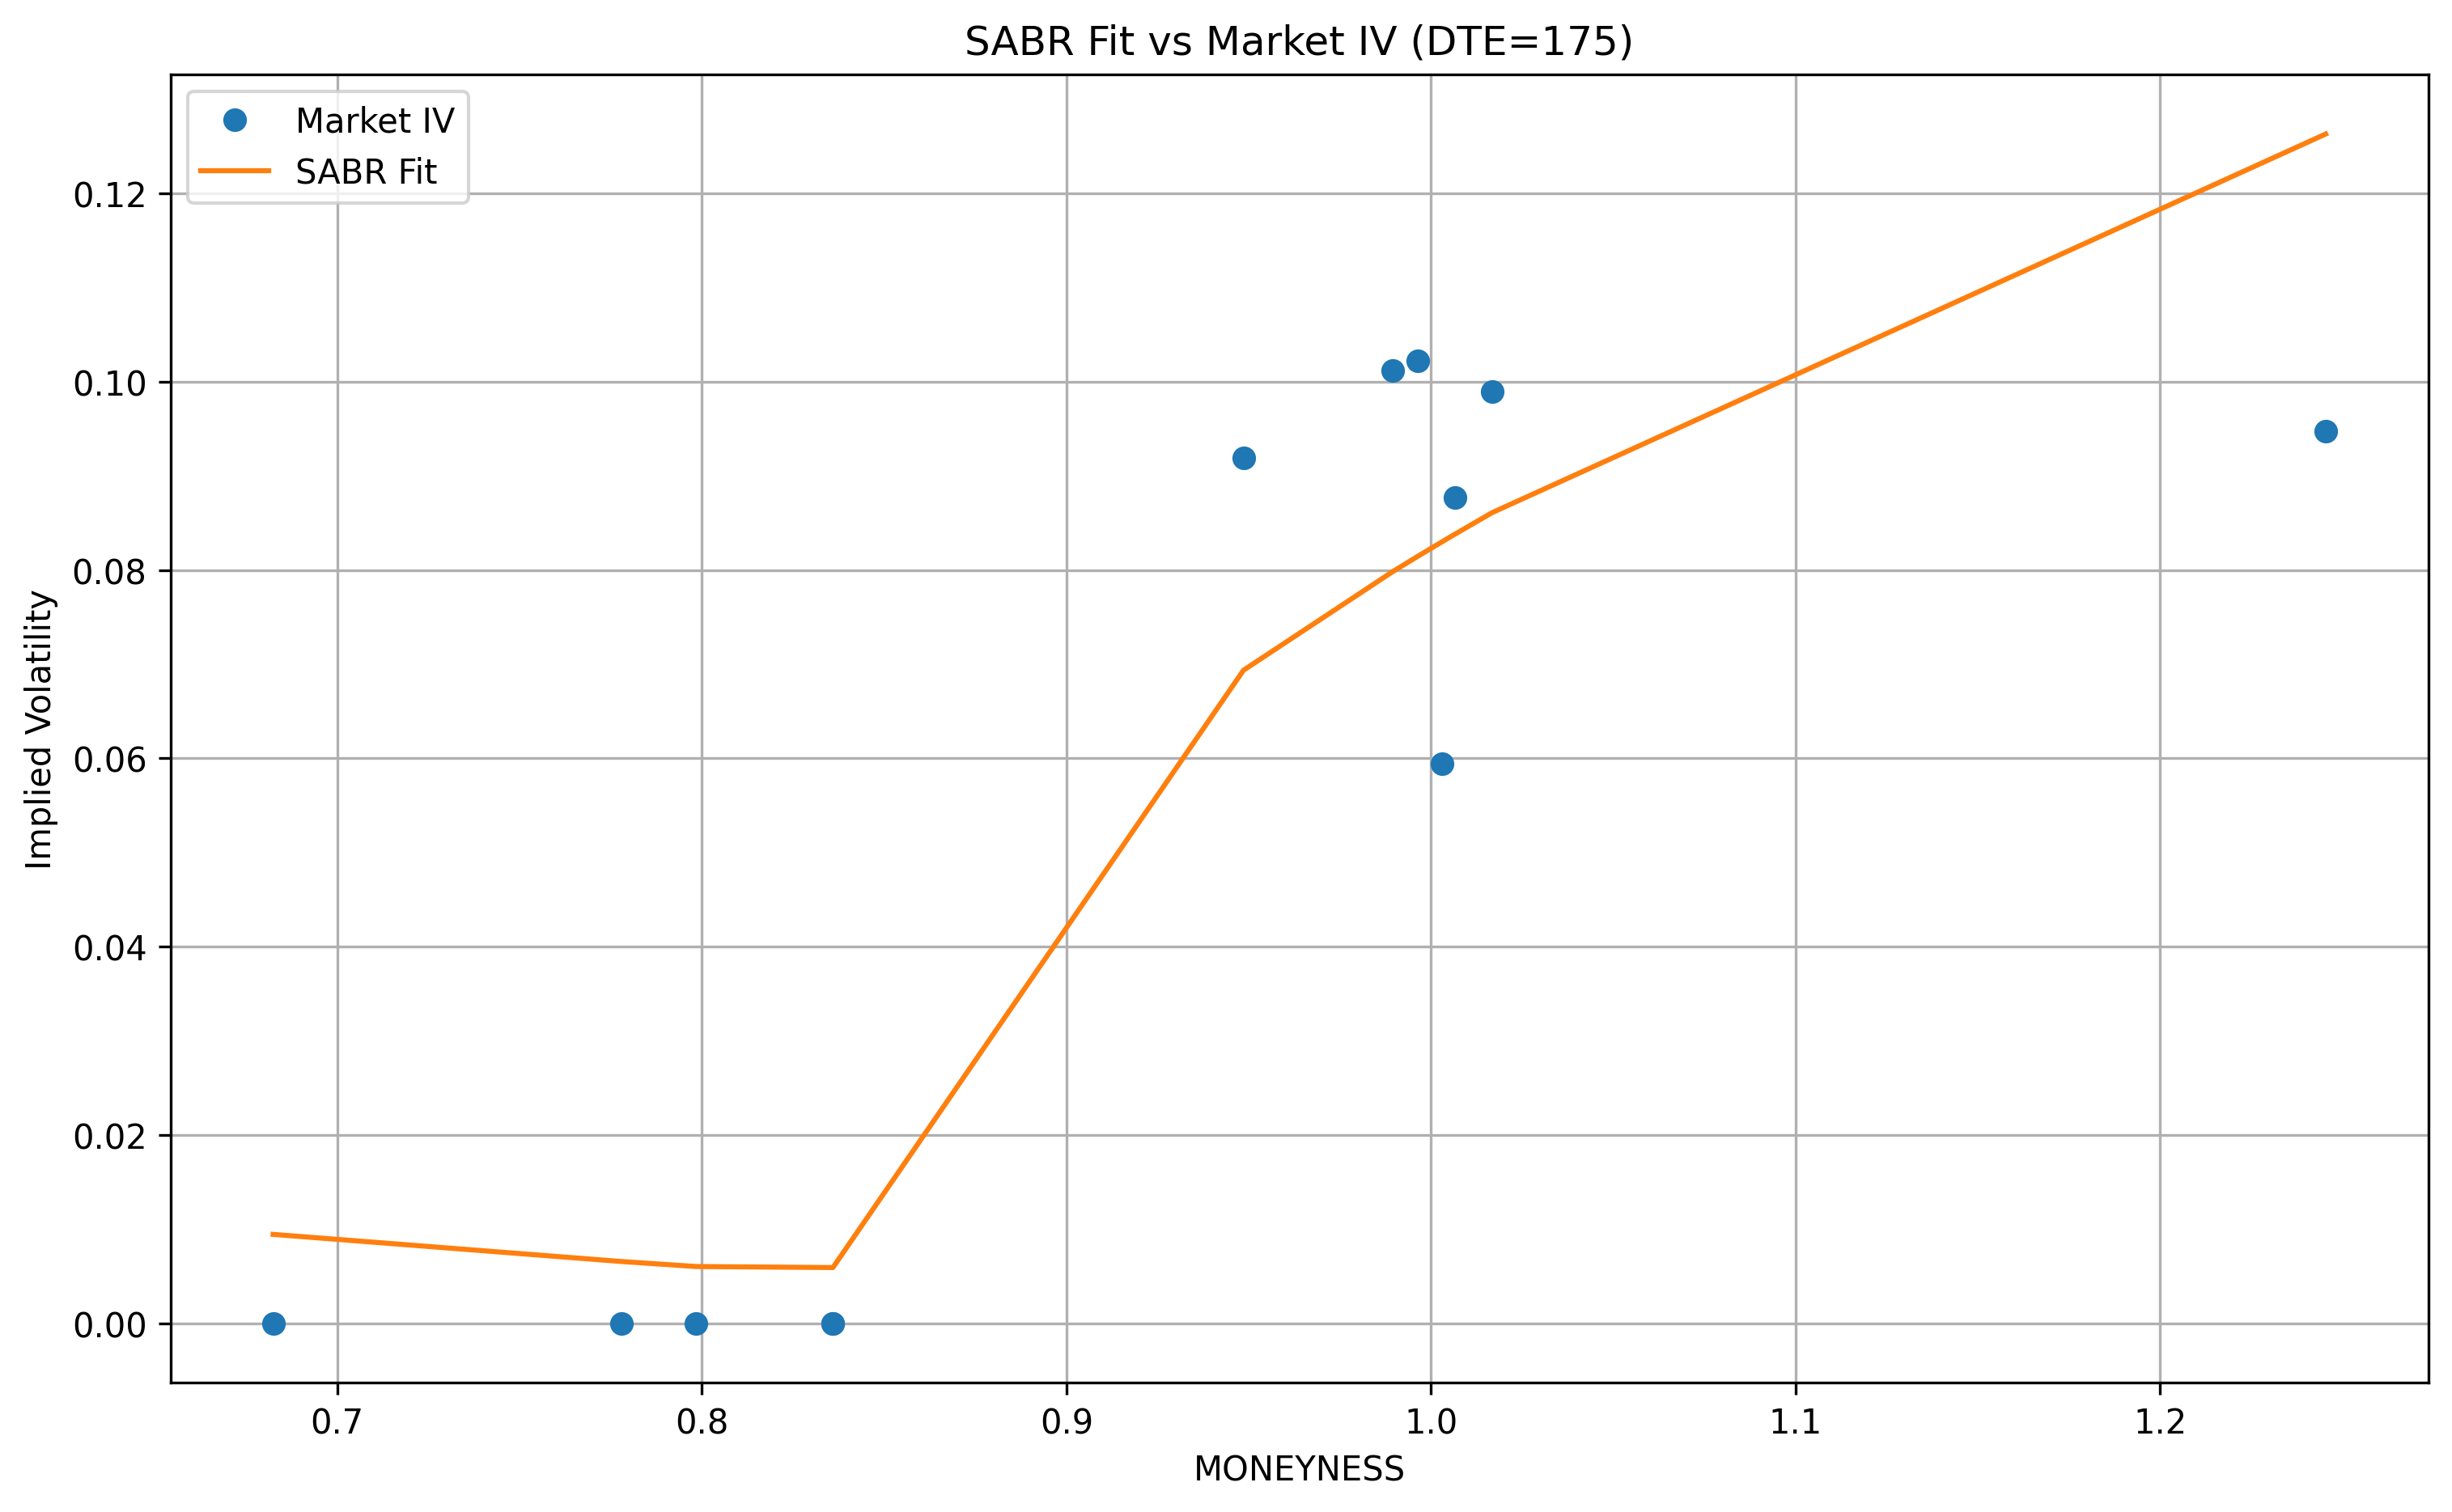 SABR Fit vs Market IV (DTE=175)
Market IV
SABR Fit
0.12
0.10
0.08
0.06
0.04
0.02
0.00
Implied Volatility
0.7
0.8
0.9
1.0
1.1
1.2
MONEYNESS